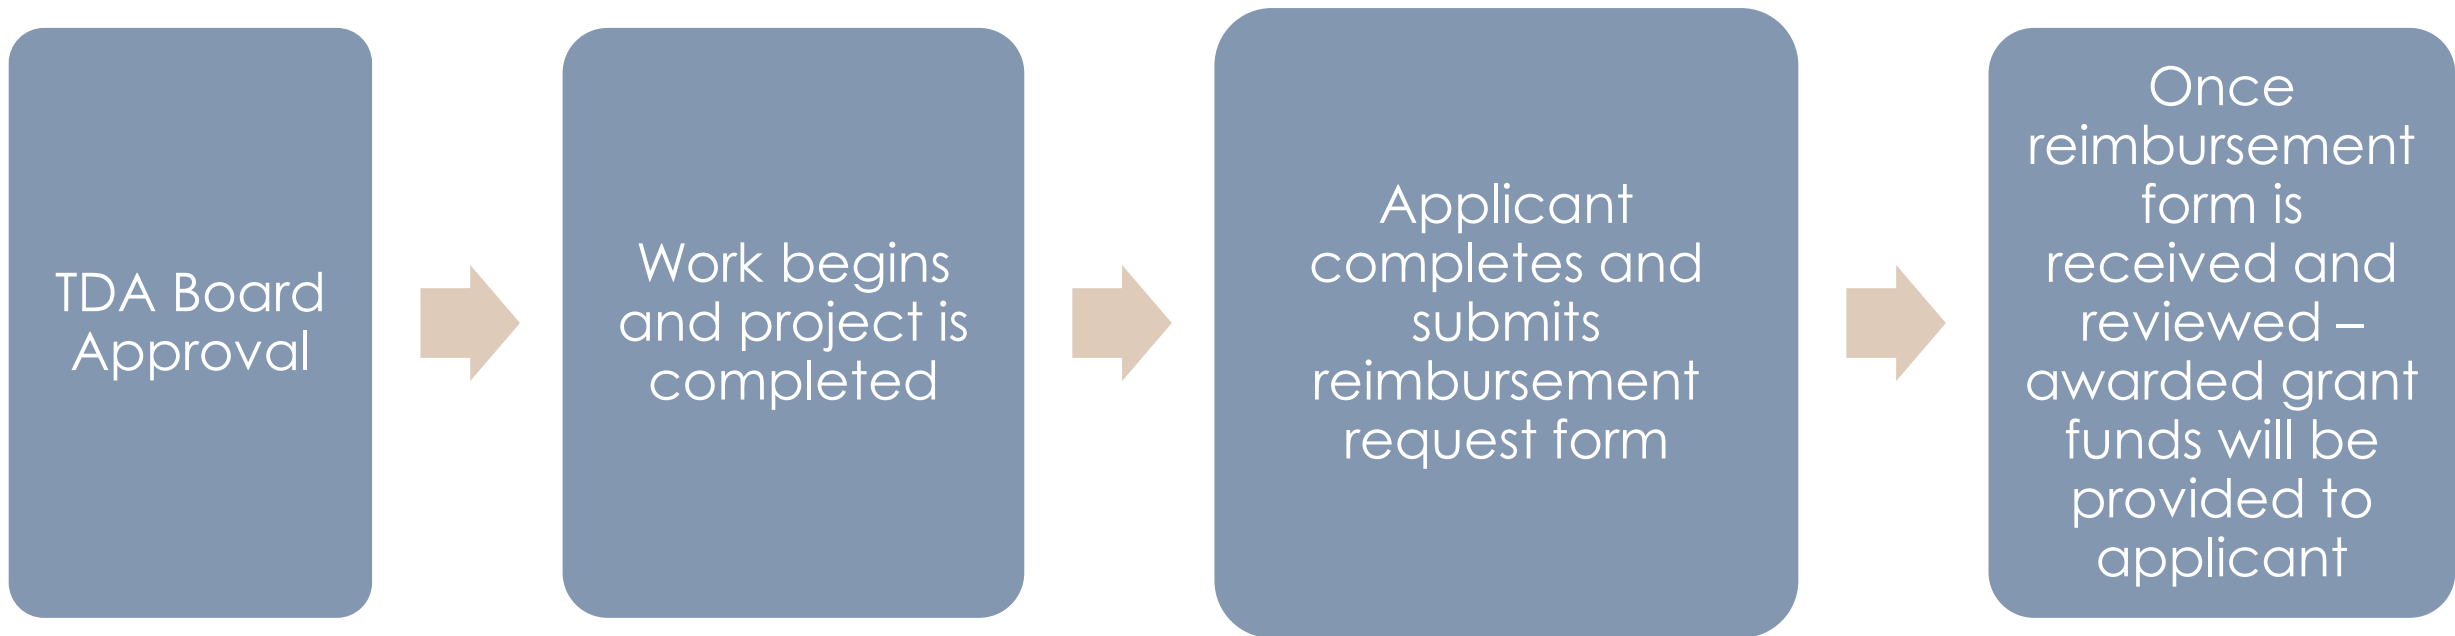 TDA Board
Approval
Work begins
and project is
completed
Applicant
completes and
submits
reimbursement
request form
Once
reimbursement
form is
received and
reviewed –
awarded grant
funds will be
provided to
applicant